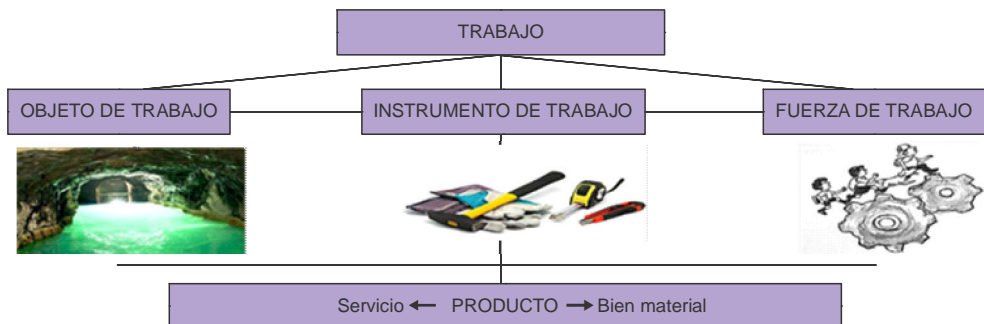 TRABAJO
OBJETO DE TRABAJO
INSTRUMENTO DE TRABAJO
FUERZA DE TRABAJO
Servicio ← PRODUCTO → Bien material